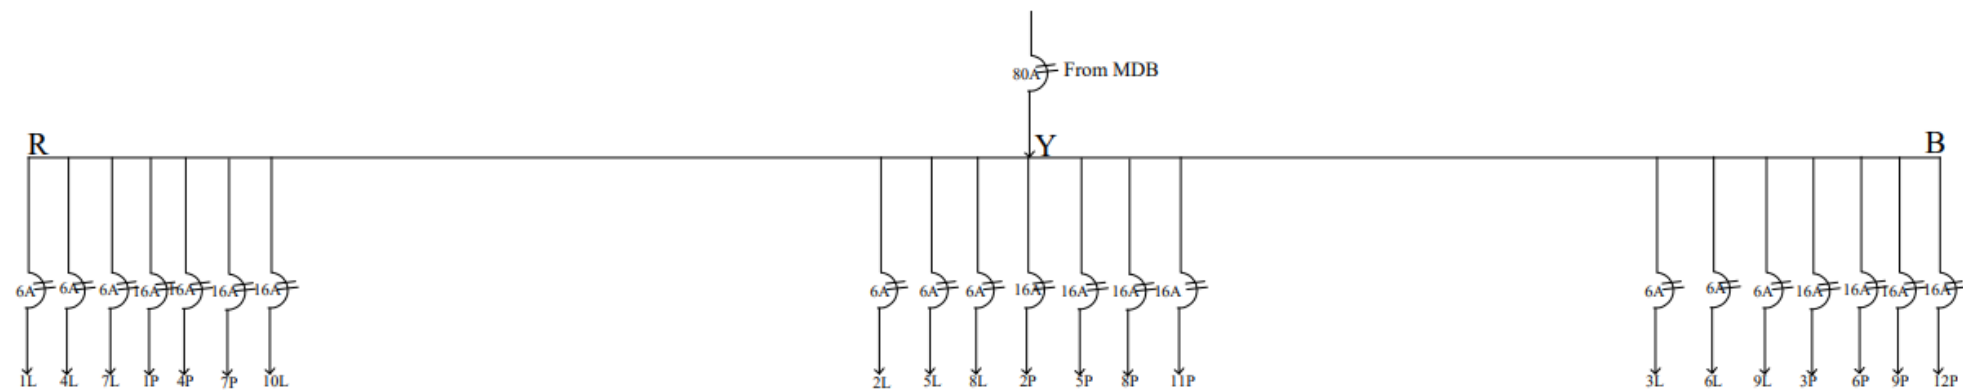 80A From MDB
R Y B
6A 6A 6A 16A 16A 16A 16A 6A 6A 6A 16A 16A 16A 16A 6A 6A 6A 16A 16A 16A 16A
1L 4L 7L 1P 4P 7P 10L 2L 5L 8L 2P 5P 8P 11P 3L 6L 9L 3P 6P 9P 12P